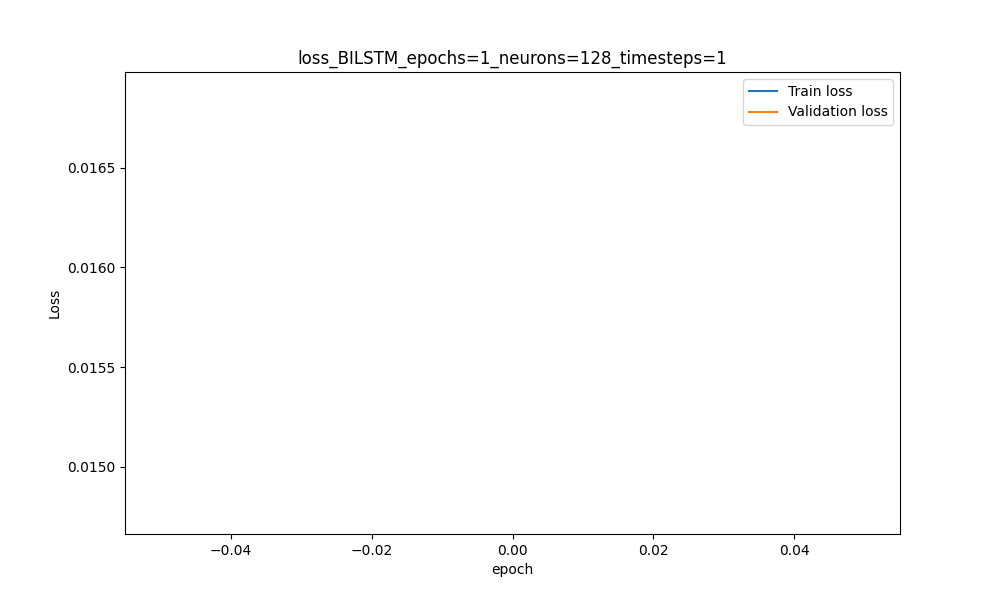 loss_BILSTM_epochs=1_neurons=128_timesteps=1
Train loss
Validation loss
0.0165
0.0160
0.0155
0.0150
Loss
−0.04
−0.02
0.00
0.02
0.04
epoch